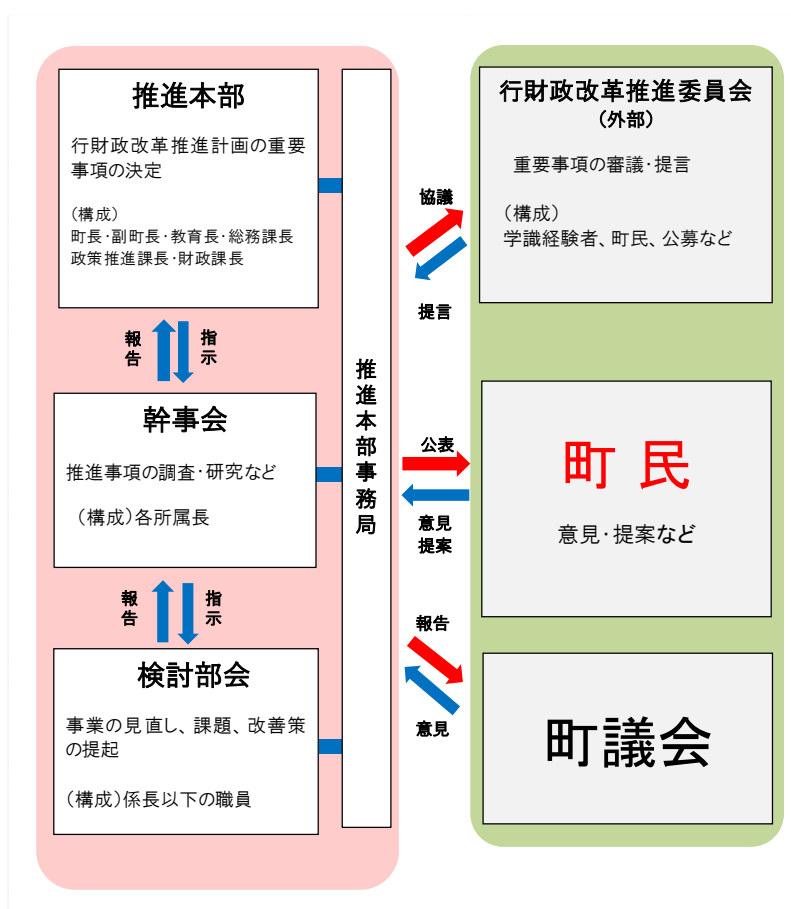 推進本部
行財政改革推進計画の重要
事項の決定
（構成）
町長・副町長・教育長・総務課長
政策推進課長・財政課長
報告
指示
幹事会
推進事項の調査・研究など
（構成）各所属長
報告
指示
検討部会
事業の見直し、課題、改善策
の提起
（構成）係長以下の職員
推進本部事務局
協議
提言
公表
意見
提案
報告
意見
行財政改革推進委員会
（外部）
重要事項の審議・提言
（構成）
学識経験者、町民、公募など
町民
意見・提案など
町議会